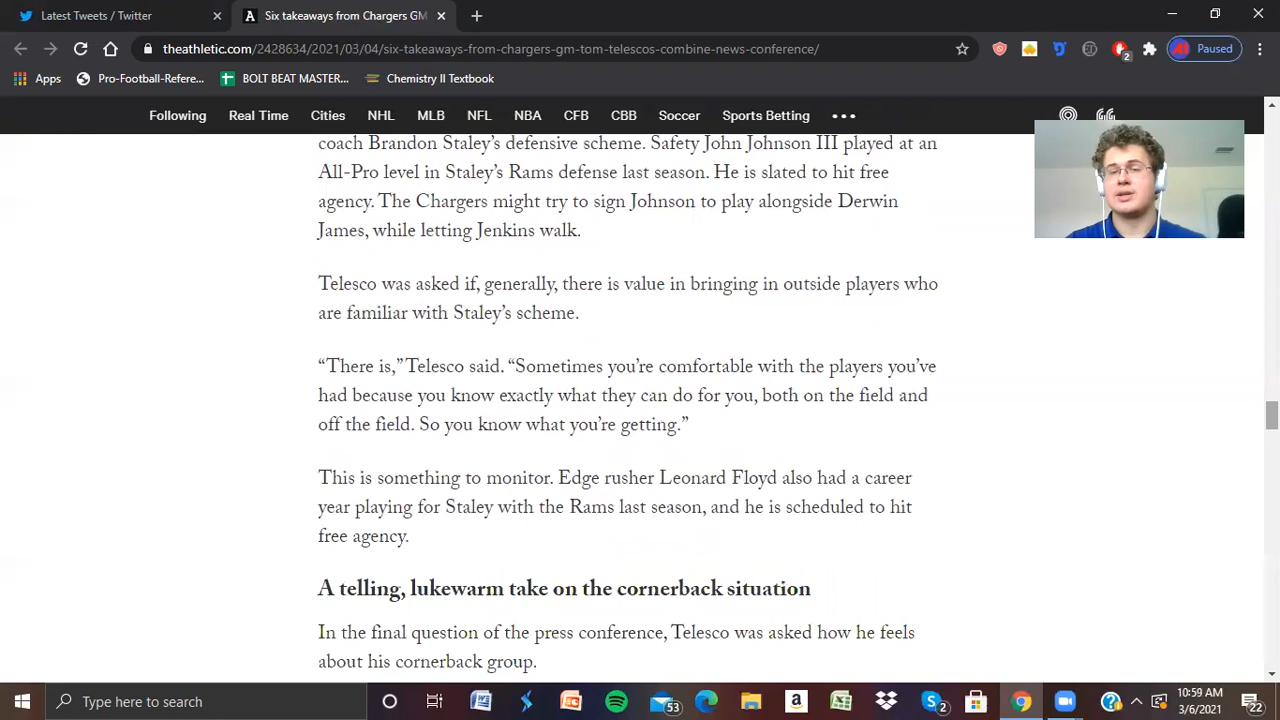 Latest Tweets / Twitter
Six takeaways from Chargers GM
theathletic.com/2428634/2021/03/04/six-takeaways-from-chargers-gm-tom-telescos-combine-news-conference/
2
Paused
Apps
Pro-Football-Refere...
BOLT BEAT MASTER...
Chemistry II Textbook
Following Real Time Cities NHL MLB NFL NBA CFB CBB Soccer Sports Betting
coach Brandon Staley’s defensive scheme. Safety John Johnson III played at an
All-Pro level in Staley’s Rams defense last season. He is slated to hit free
agency. The Chargers might try to sign Johnson to play alongside Derwin
James, while letting Jenkins walk.
Telesco was asked if, generally, there is value in bringing in outside players who
are familiar with Staley’s scheme.
“There is,” Telesco said. “Sometimes you’re comfortable with the players you’ve
had because you know exactly what they can do for you, both on the field and
off the field. So you know what you’re getting.”
This is something to monitor. Edge rusher Leonard Floyd also had a career
year playing for Staley with the Rams last season, and he is scheduled to hit
free agency.
A telling, lukewarm take on the cornerback situation
In the final question of the press conference, Telesco was asked how he feels
about his cornerback group.
Type here to search
53
2
10:59 AM
3/6/2021
22